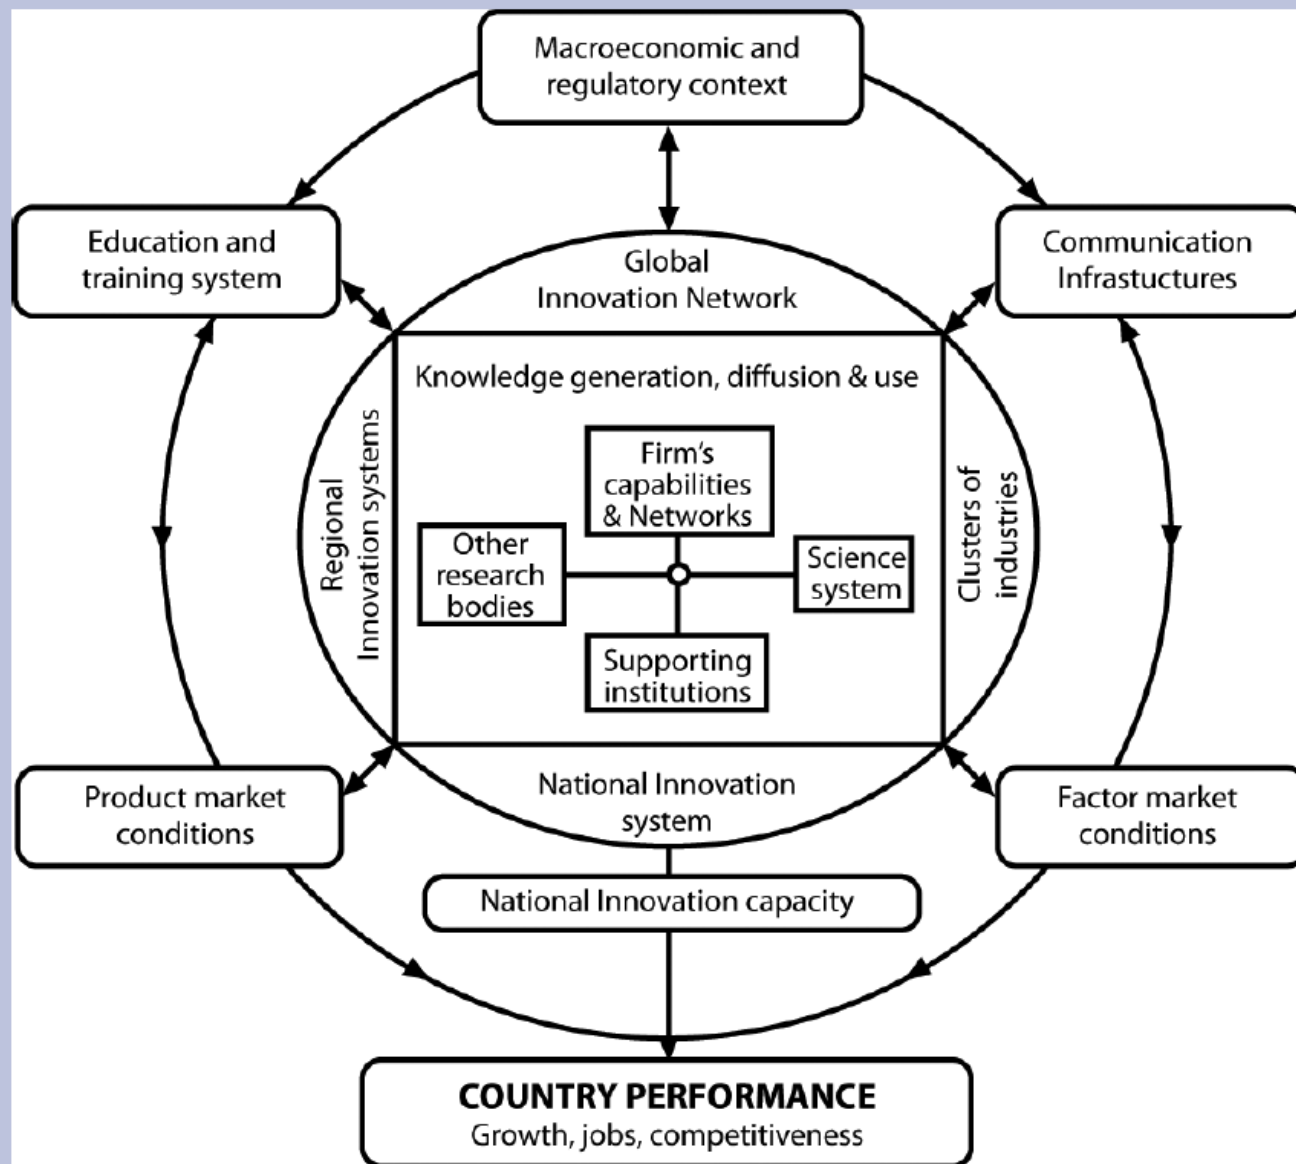 Macroeconomic and
regulatory context
Education and
training system
Communication
Infrastuctures
Global
Innovation Network
Knowledge generation, diffusion & use
Regional
Innovation systems
Firm's
capabilities
& Networks
Other
research
bodies
Science
system
Supporting
institutions
Clusters of
industries
National Innovation
system
Product market
conditions
Factor market
conditions
National Innovation capacity
COUNTRY PERFORMANCE
Growth, jobs, competitiveness